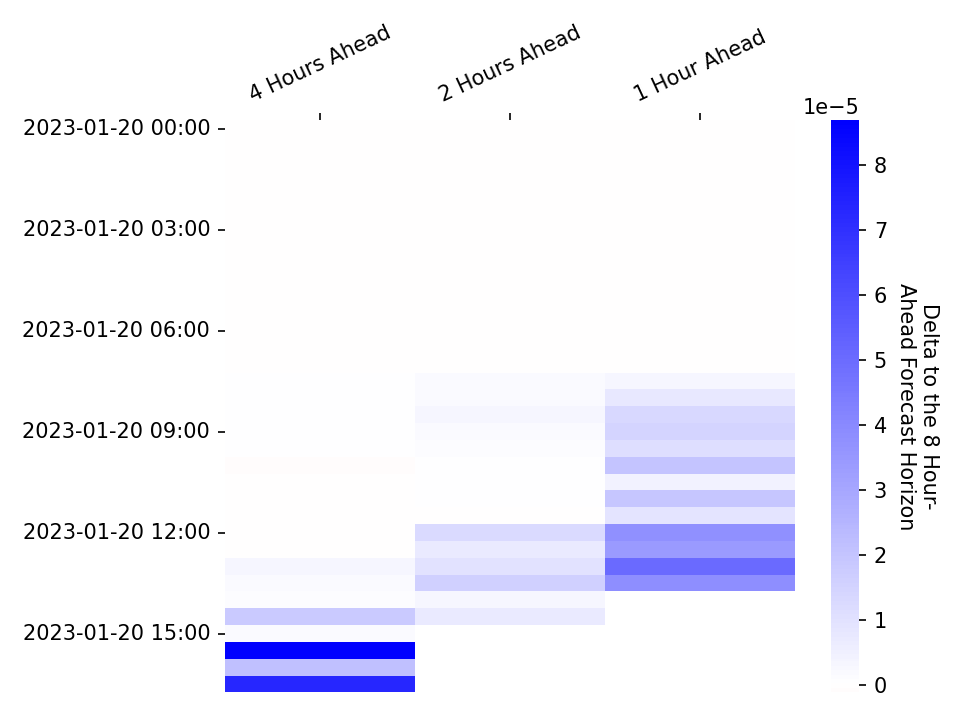 4 Hours Ahead
2 Hours Ahead
1 Hour Ahead
1e−5
2023-01-20 00:00
2023-01-20 03:00
2023-01-20 06:00
2023-01-20 09:00
2023-01-20 12:00
2023-01-20 15:00
8
7
6
5
4
3
2
1
0
Delta to the 8 Hour-
Ahead Forecast Horizon